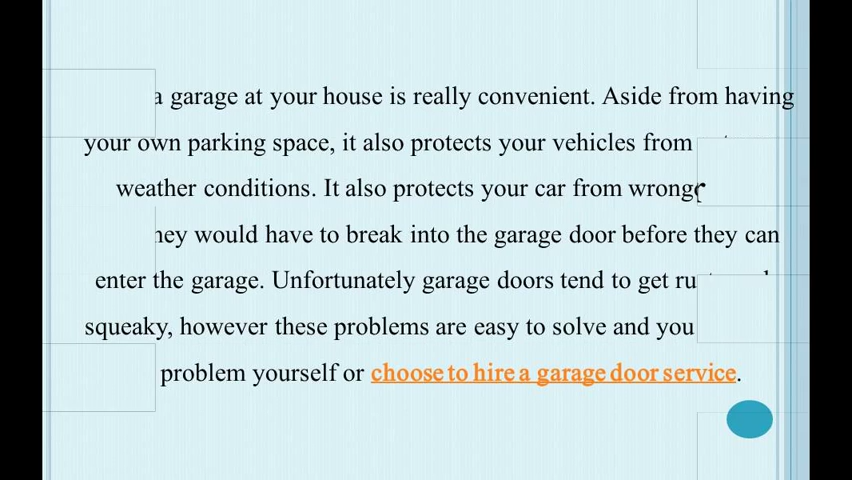 a garage at your house is really convenient. Aside from having
your own parking space, it also protects your vehicles from
weather conditions. It also protects your car from
would have to break into the garage door before they can
enter the garage. Unfortunately garage doors tend to get
squeaky, however these problems are easy to solve and you
problem yourself or choose to hire a garage door service.